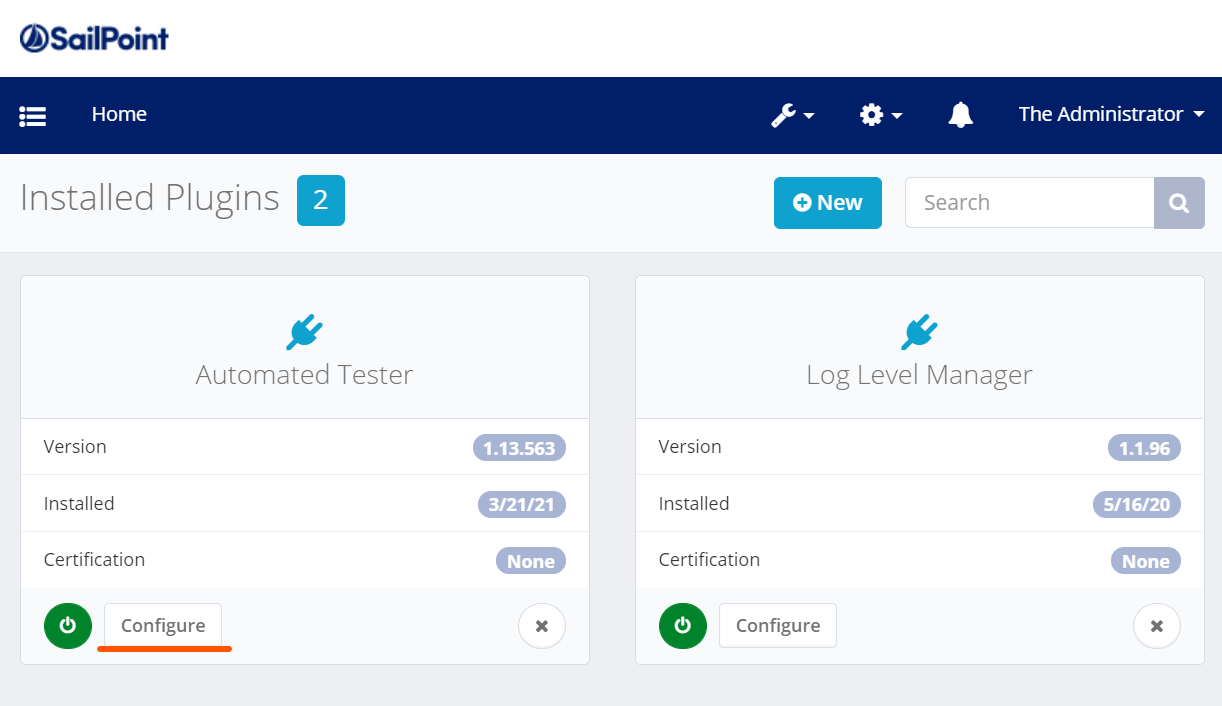 SailPoint
Home
The Administrator
Installed Plugins 2
New
Search
Automated Tester
Version 1.13.563
Installed 3/21/21
Certification None
Configure
Log Level Manager
Version 1.1.96
Installed 5/16/20
Certification None
Configure